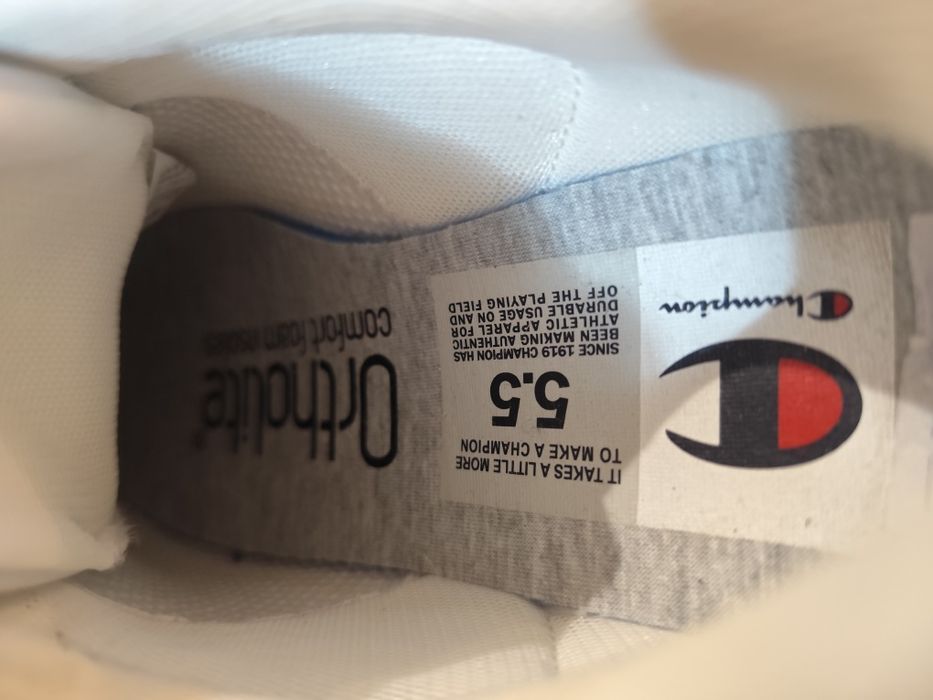 Champion
IT TAKES A LITTLE MORE
TO MAKE A CHAMPION
5.5
SINCE 1919 CHAMPION HAS
BEEN MAKING AUTHENTIC
ATHLETIC APPAREL FOR
DURABLE USAGE ON AND
OFF THE PLAYING FIELD
Ortholite®
comfort foam insoles